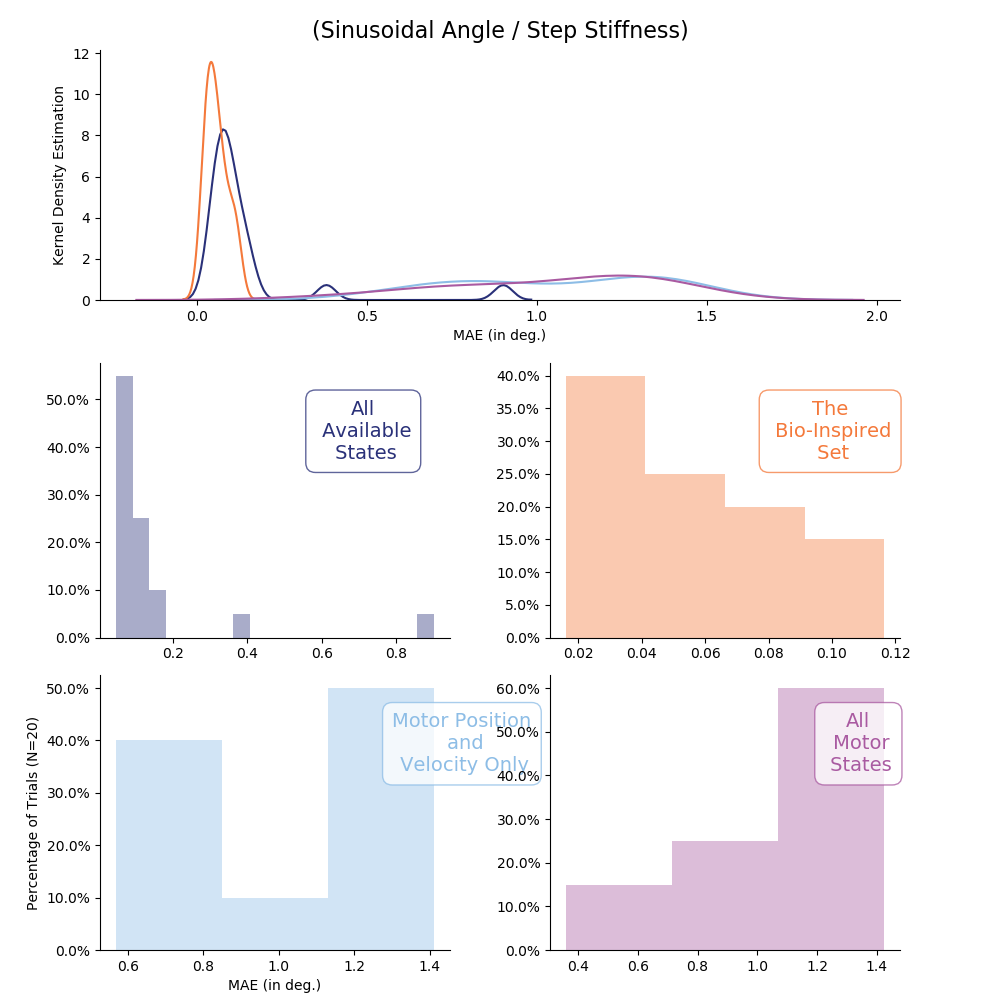 (Sinusoidal Angle / Step Stiffness)
Kernel Density Estimation
12
10
8
6
4
2
0
0.0 0.5 1.0 1.5 2.0
MAE (in deg.)
50.0%
40.0%
30.0%
20.0%
10.0%
0.0%
0.2 0.4 0.6 0.8
All
Available
States
40.0%
35.0%
30.0%
25.0%
20.0%
15.0%
10.0%
5.0%
0.0%
0.02 0.04 0.06 0.08 0.10 0.12
The
Bio-Inspired
Set
Percentage of Trials (N=20)
50.0%
40.0%
30.0%
20.0%
10.0%
0.0%
0.6 0.8 1.0 1.2 1.4
MAE (in deg.)
Motor Position
and
Velocity Only
60.0%
50.0%
40.0%
30.0%
20.0%
10.0%
0.0%
0.4 0.6 0.8 1.0 1.2 1.4
All
Motor
States